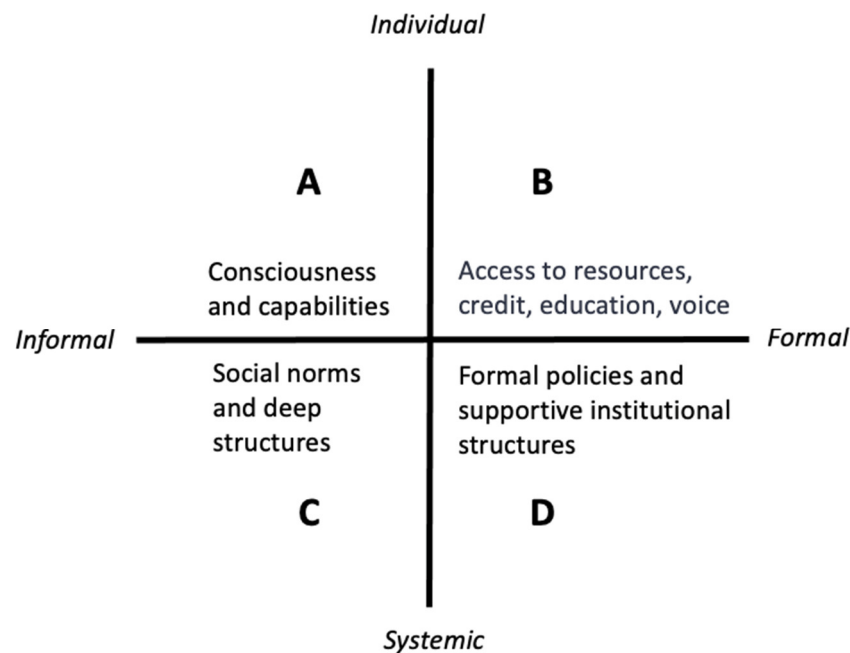 Individual
A
B
Consciousness
and capabilities
Access to resources,
credit, education, voice
Informal
Formal
Social norms
and deep
structures
Formal policies and
supportive institutional
structures
C
D
Systemic